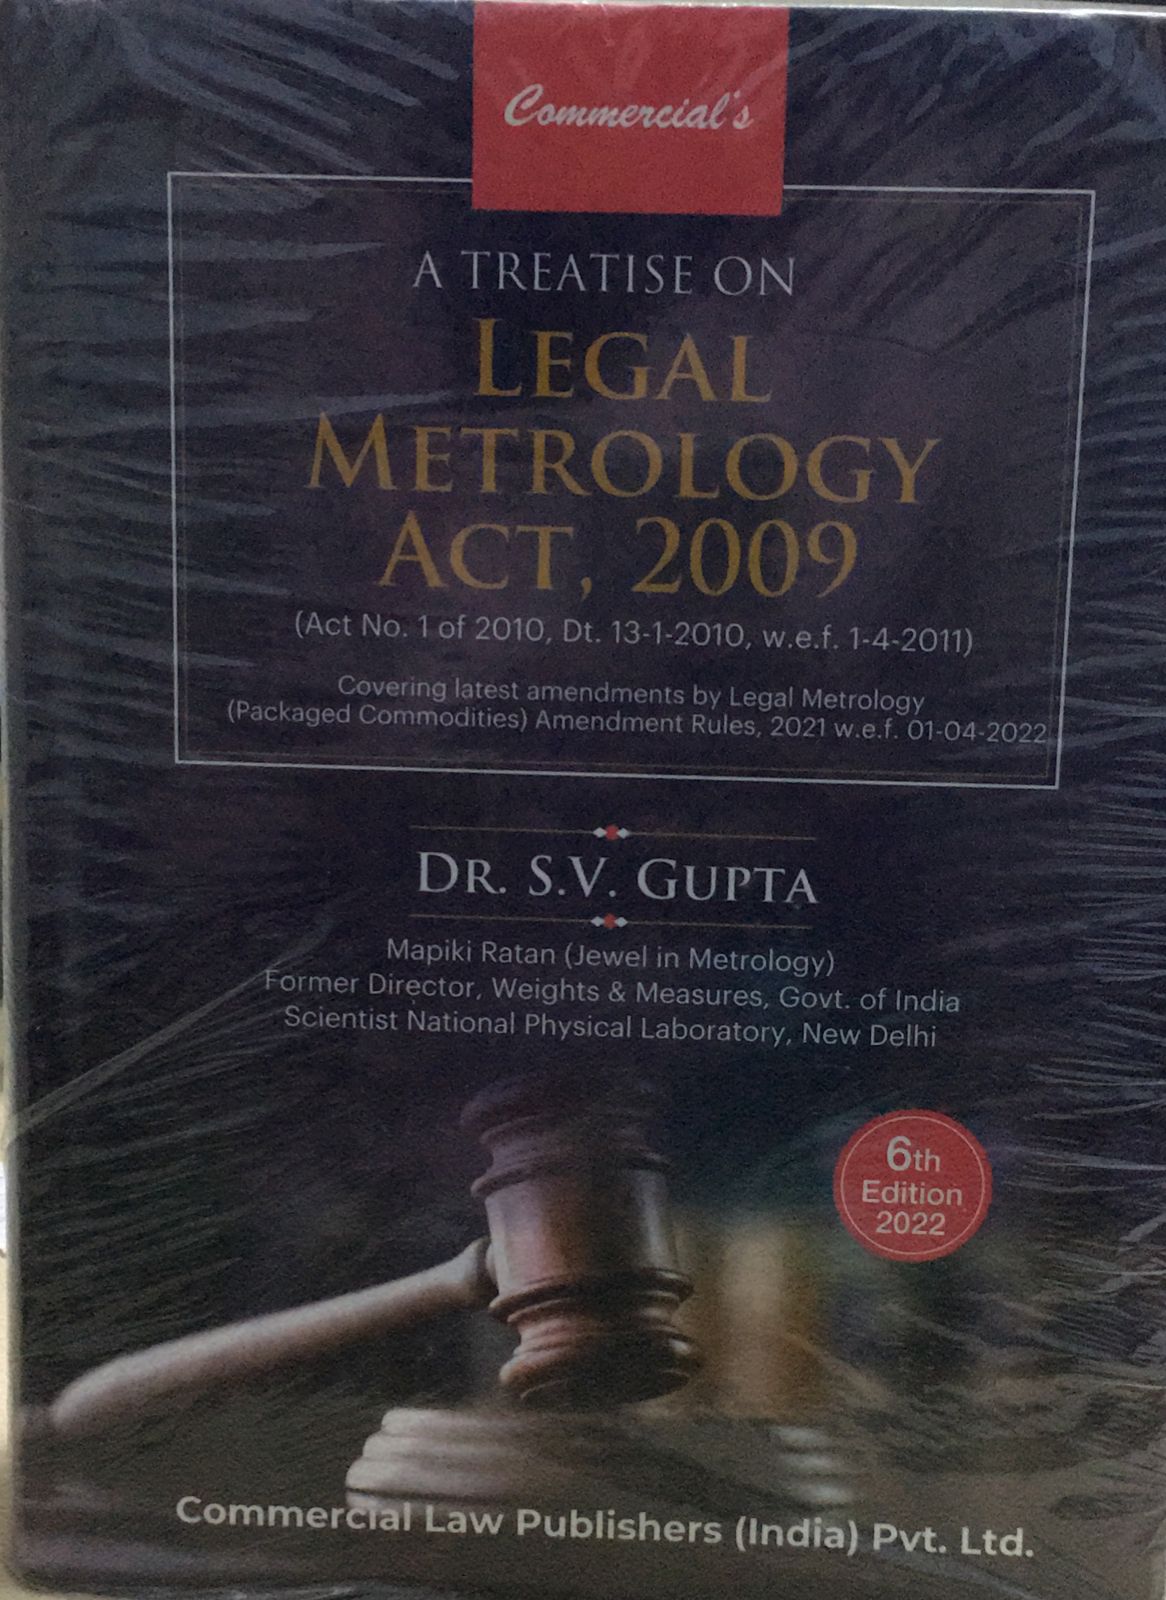 Commercial's
A TREATISE ON
LEGAL
METROLOGY
ACT, 2009
(Act No. 1 of 2010, Dt. 13-1-2010, w.e.f. 1-4-2011)
Covering latest amendments by Legal Metrology
(Packaged Commodities) Amendment Rules, 2021 w.e.f. 01-04-2022
DR. S.V. GUPTA
Mapiki Ratan (Jewel in Metrology)
Former Director, Weights & Measures, Govt. of India
Scientist National Physical Laboratory, New Delhi
6th
Edition
2022
Commercial Law Publishers (India) Pvt. Ltd.